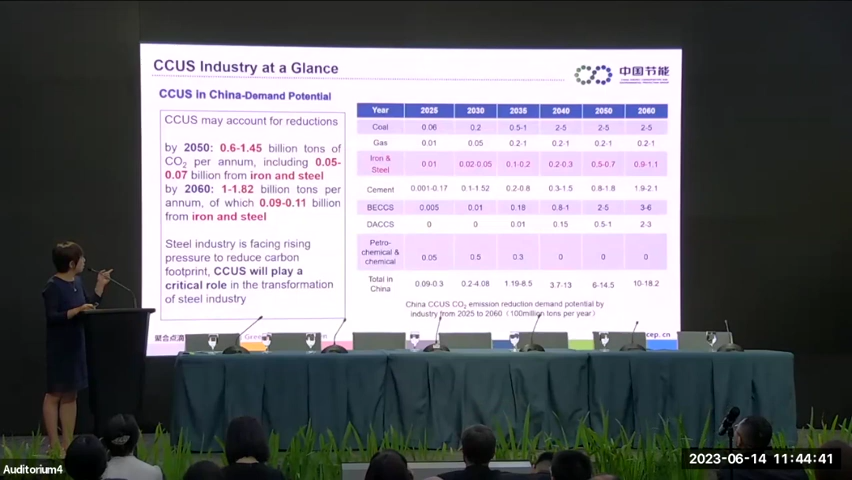 CCUS Industry at a Glance
中国节能
CCUS in China-Demand Potential
CCUS may account for reductions
by 2050: 0.6-1.45 billion tons of
CO2 per annum, including 0.05-
0.07 billion from iron and steel
by 2060: 1-1.82 billion tons per
annum, of which 0.09-0.11 billion
from iron and steel
Steel industry is facing rising
pressure to reduce carbon
footprint, CCUS will play a
critical role in the transformation
of steel industry
Year 2025 2030 2035 2040 2050 2060
Coal 0.06 0.2 0.5-1 2-5 2-5 2-5
Gas 0.01 0.05 0.2-1 0.2-1 0.2-1 0.2-1
Iron &
Steel 0.01 0.02-0.05 0.1-0.2 0.2-0.3 0.5-0.7 0.9-1.1
Cement 0.001-0.17 0.1-1.52 0.2-0.8 0.3-1.5 0.8-1.8 1.9-2.1
BECCS 0.005 0.01 0.18 0.8-1 2-5 3-6
DACCS 0 0 0.01 0.15 0.5-1 2-3
Petro-
chemical &
chemical 0.05 0.5 0.3 0 0 0
Total in
China 0.09-0.3 0.2-4.08 1.19-8.5 3.7-13 6-14.5 10-18.2
China CCUS CO2 emission reduction demand potential by
industry from 2025 to 2060 (100million tons per year)
聚合点滴
cep.cn
Auditorium4
2023-06-14 11:44:41